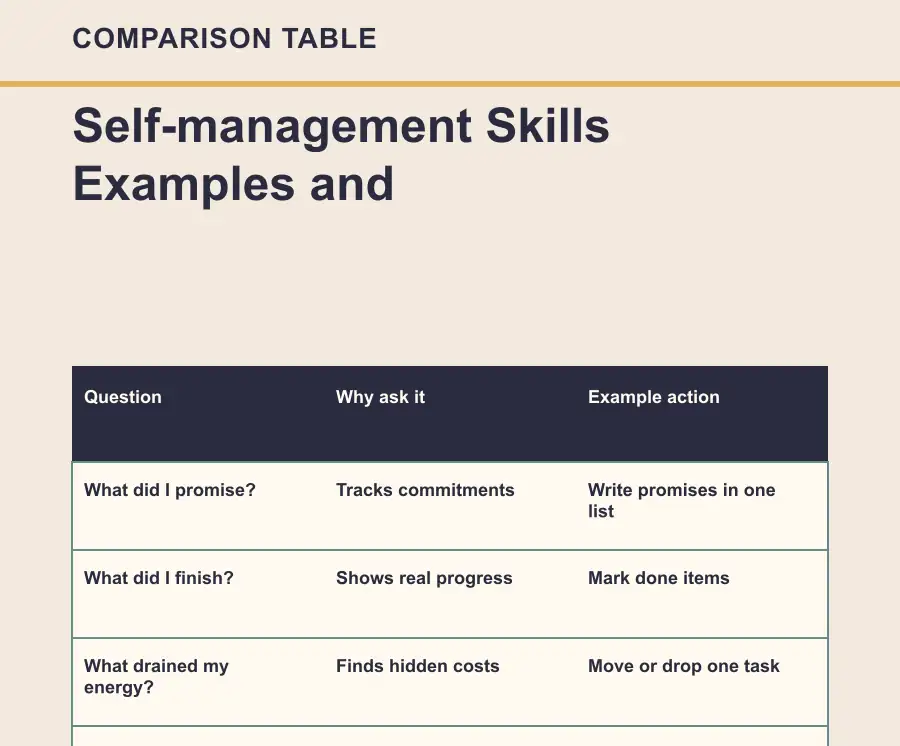 COMPARISON TABLE
Self-management Skills
Examples and
Question
Why ask it
Example action
What did I promise?
Tracks commitments
Write promises in one
list
What did I finish?
Shows real progress
Mark done items
What drained my
energy?
Finds hidden costs
Move or drop one task